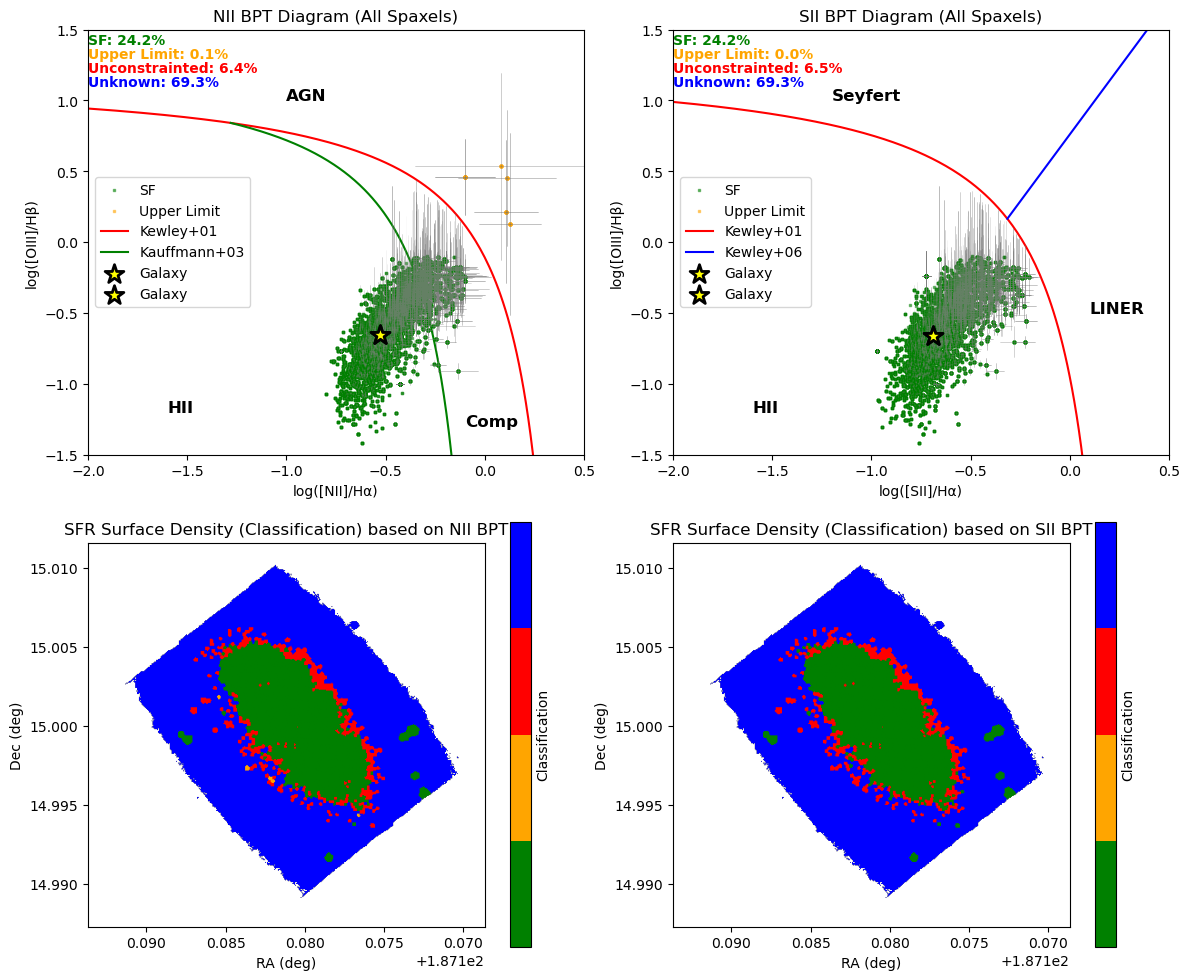 NII BPT Diagram (All Spaxels)
SF: 24.2%
Upper Limit: 0.1%
Unconstrainted: 6.4%
Unknown: 69.3%
AGN
HII
Comp
SF
Upper Limit
Kewley+01
Kauffmann+03
Galaxy
Galaxy
1.5
1.0
0.5
0.0
−0.5
−1.0
−1.5
log([OIII]/Hβ)
−2.0 −1.5 −1.0 −0.5 0.0 0.5
log([NII]/Hα)
SII BPT Diagram (All Spaxels)
SF: 24.2%
Upper Limit: 0.0%
Unconstrainted: 6.5%
Unknown: 69.3%
Seyfert
LINER
HII
SF
Upper Limit
Kewley+01
Kewley+06
Galaxy
Galaxy
1.5
1.0
0.5
0.0
−0.5
−1.0
−1.5
log([OIII]/Hβ)
−2.0 −1.5 −1.0 −0.5 0.0 0.5
log([SII]/Hα)
SFR Surface Density (Classification) based on NII BPT
15.010
15.005
15.000
14.995
14.990
Dec (deg)
0.090 0.085 0.080 0.075 0.070
RA (deg)
+1.871e2
Classification
SFR Surface Density (Classification) based on SII BPT
15.010
15.005
15.000
14.995
14.990
Dec (deg)
0.090 0.085 0.080 0.075 0.070
RA (deg)
+1.871e2
Classification